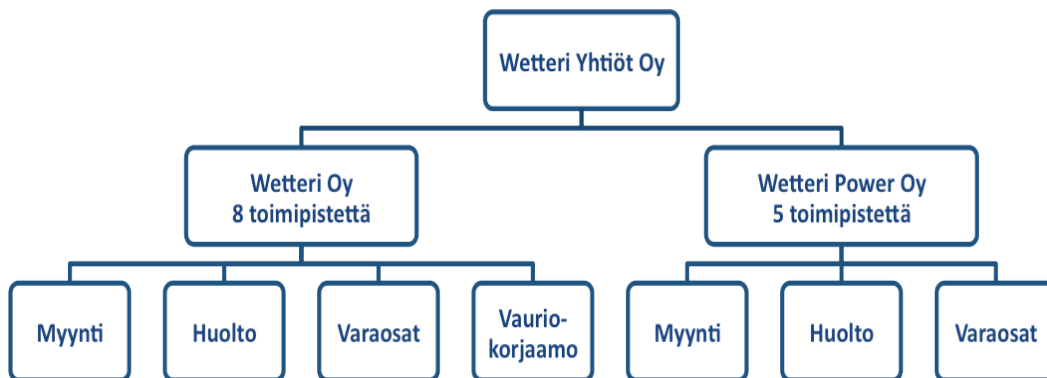 Wetteri Yhtiöt Oy
Wetteri Oy
8 toimipistettä
Wetteri Power Oy
5 toimipistettä
Myynti
Huolto
Varaosat
Vaurio-
korjaamo
Myynti
Huolto
Varaosat